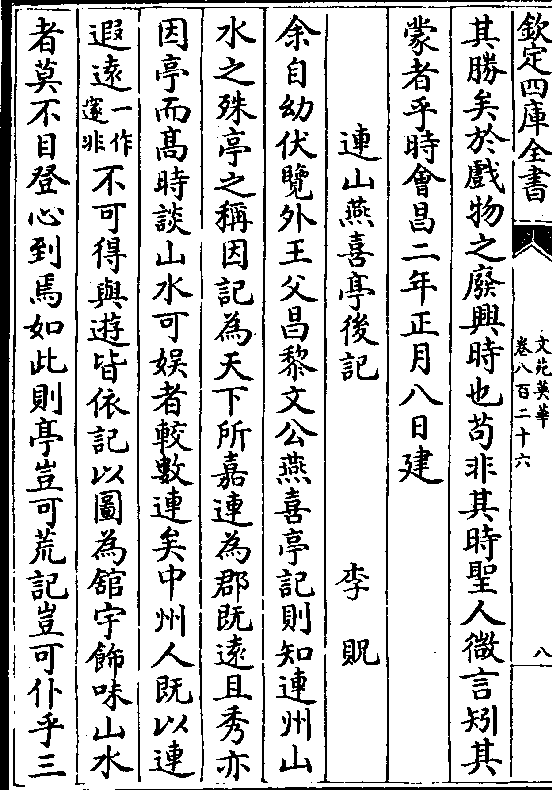 欽定四庫全書
文苑英華
卷八百二十六
八
其勝矣於戲物之廢興時也茍非其時聖人微言矧其
蒙者乎時會昌二年正月八日建
連山燕喜亭後記 李貺
余自幼伏覽外王父昌黎文公燕喜亭記則知連州山
水之殊亭之稱因記為天下所嘉連為郡既遠且秀亦
因亭而髙時談山水可娯者較數連矣中州人既以連
遐遠一作寔非不可得與遊皆依記以圖為舘宇飾味山水
者莫不目登心到焉如此則亭豈可荒記豈可仆乎三